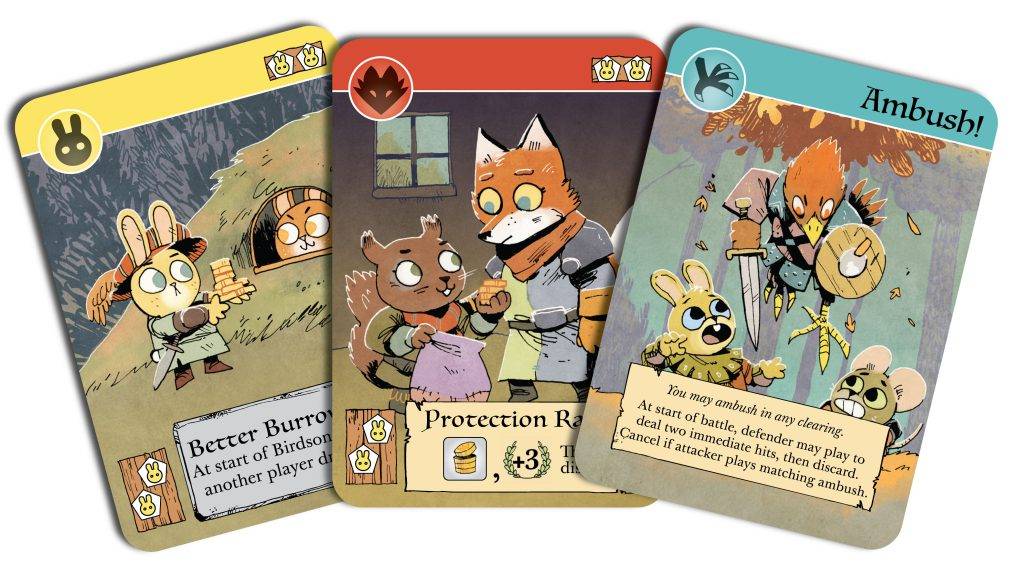 Better Burrow
At start of Birdson
another player dr
Protection Ra
, +3 Th
dis
Ambush!
You may ambush in any clearing.
At start of battle, defender may play to
deal two immediate hits, then discard.
Cancel if attacker plays matching ambush.